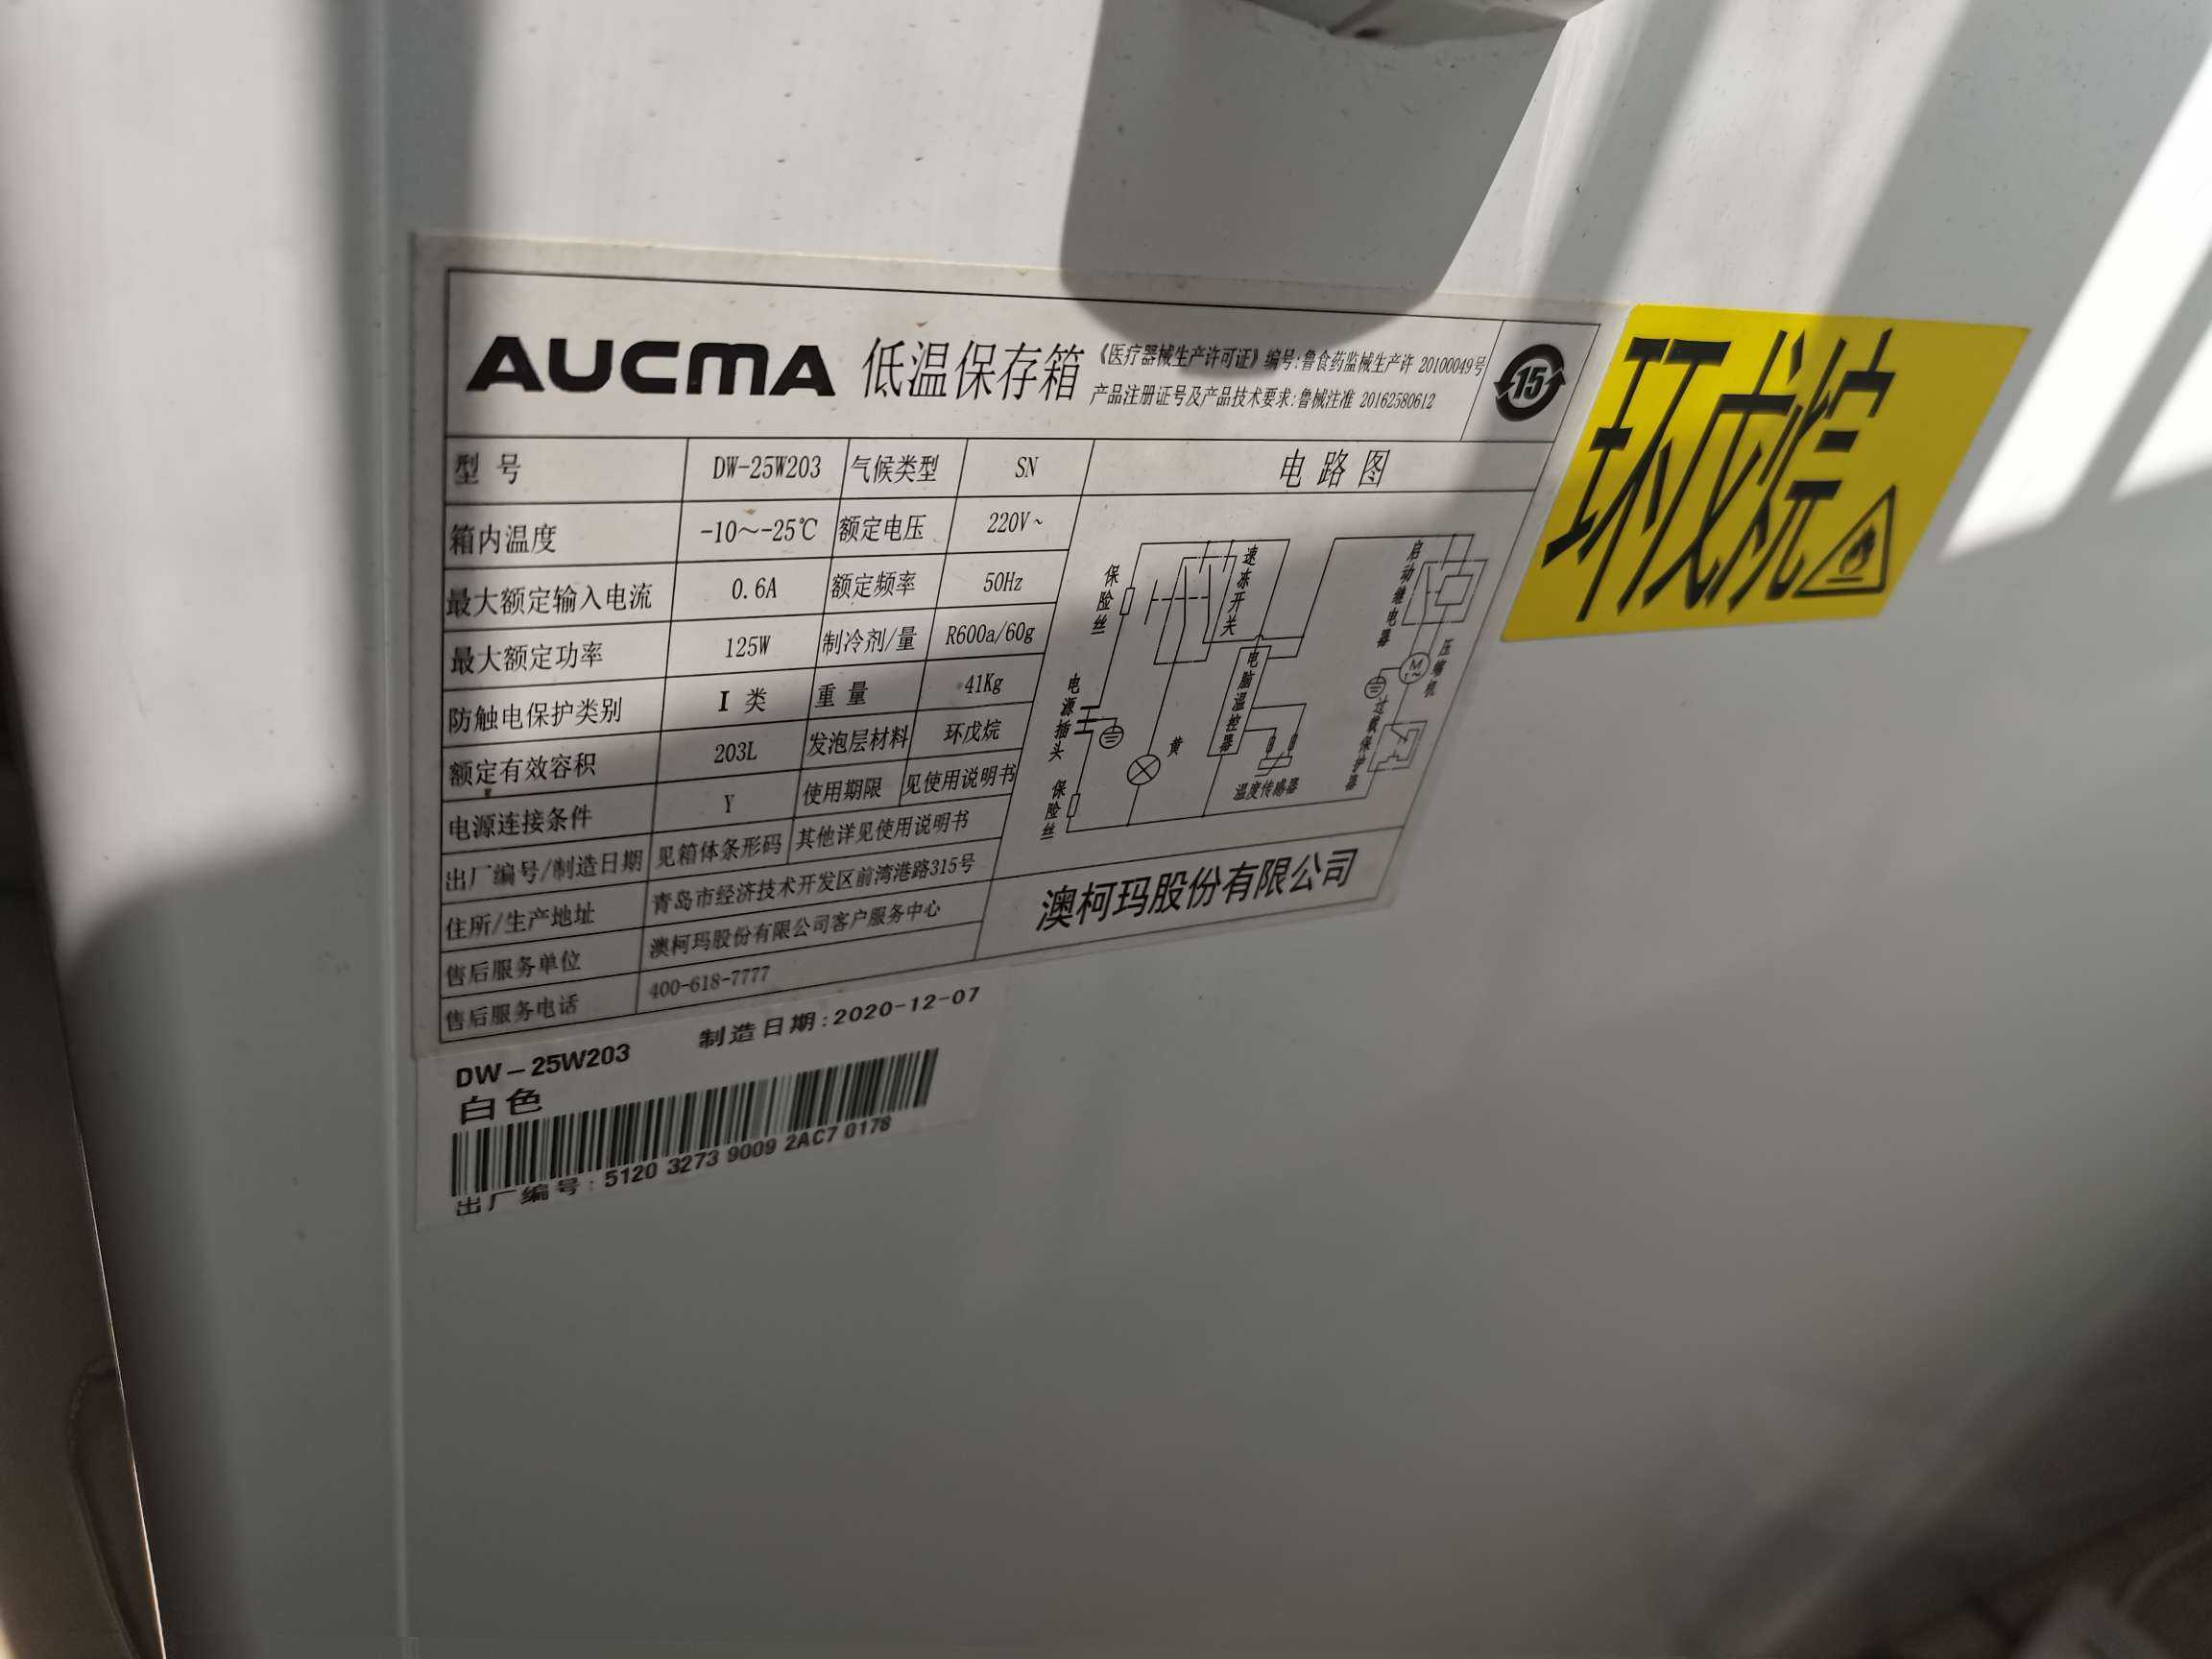 AUCMA 低温保存箱 《医疗器械生产许可证》编号:鲁食药监械生产许 20100049号
产品注册证号及产品技术要求:鲁械注准 20162580612
15
环戊烷
型 号 DW-25W203 气候类型 SN
箱内温度 -10～-25℃ 额定电压 220V~
最大额定输入电流 0.6A 额定频率 50Hz
最大额定功率 125W 制冷剂/量 R600a/60g
防触电保护类别 I 类 重 量 41Kg
额定有效容积 203L 发泡层材料 环戊烷
电源连接条件 Y 使用期限 见使用说明书
出厂编号/制造日期 见箱体条形码 其他详见使用说明书
住所/生产地址 青岛市经济技术开发区前湾港路315号
售后服务单位 澳柯玛股份有限公司客户服务中心
售后服务电话 400-618-7777
电路图
保险丝
速冻开关
启动继电器
压缩机
M
1~
电源插头
电脑温控器
过载保护器
黄
保险丝
温度传感器
澳柯玛股份有限公司
DW-25W203 制造日期:2020-12-07
白色
出厂编号: 5120 3273 9009 2AC7 0178